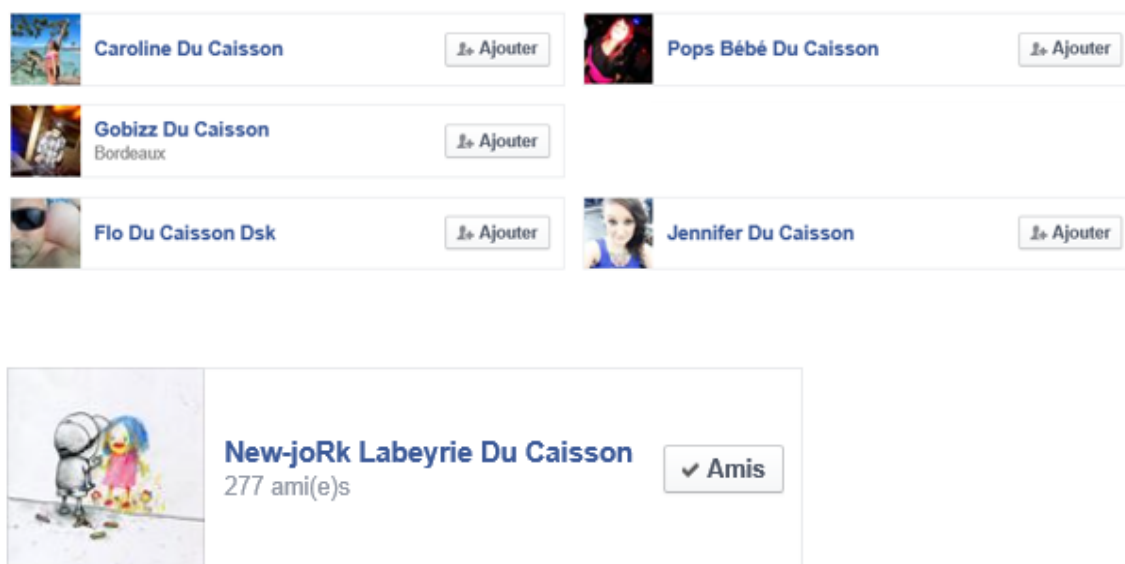 Caroline Du Caisson
Ajouter
Pops Bébé Du Caisson
Ajouter
Gobizz Du Caisson
Bordeaux
Ajouter
Flo Du Caisson Dsk
Ajouter
Jennifer Du Caisson
Ajouter
New-joRk Labeyrie Du Caisson
277 ami(e)s
Amis